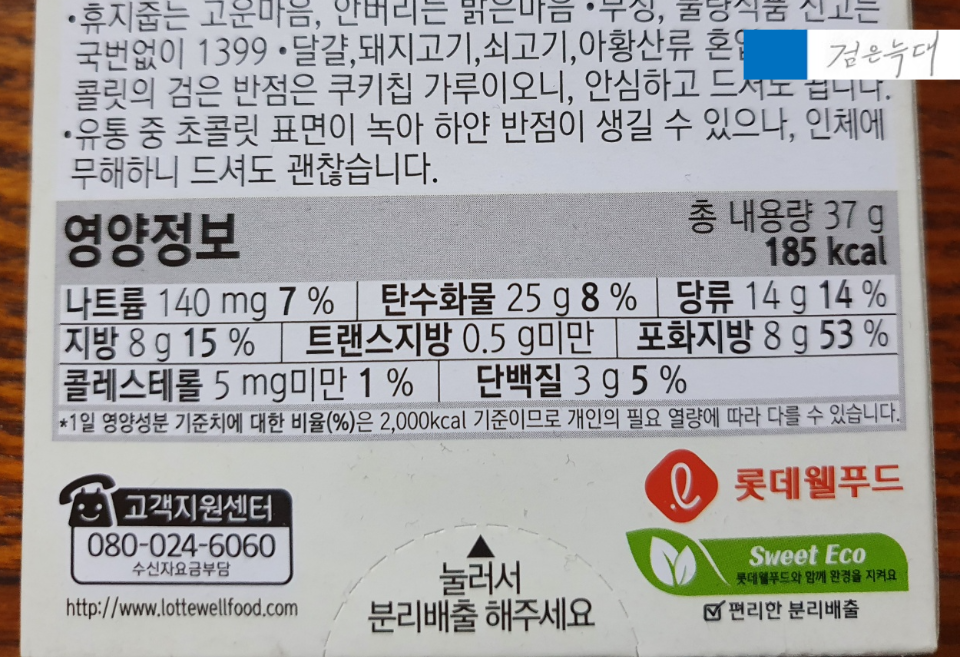 •휴지줍는 고운마음, 안버리는 밝은마음 •부정, 불량식품 신고는
국번없이 1399 •달걀,돼지고기,쇠고기,아황산류
검은늑대
콜릿의 검은 반점은 쿠키칩 가루이오니, 안심하고 드셔도 됩니다.
•유통 중 초콜릿 표면이 녹아 하얀 반점이 생길 수 있으나, 인체에
무해하니 드셔도 괜찮습니다.
영양정보
총 내용량 37 g
185 kcal
나트륨 140 mg 7 % 탄수화물 25 g 8 % 당류 14 g 14 %
지방 8 g 15 % 트랜스지방 0.5 g미만 포화지방 8 g 53 %
콜레스테롤 5 mg미만 1 % 단백질 3 g 5 %
*1일 영양성분 기준치에 대한 비율(%)은 2,000kcal 기준이므로 개인의 필요 열량에 따라 다를 수 있습니다.
고객지원센터
080-024-6060
수신자요금부담
http://www.lottewellfood.com
▲
눌러서
분리배출 해주세요
롯데웰푸드
Sweet Eco
롯데웰푸드와 함께 환경을 지켜요
편리한 분리배출